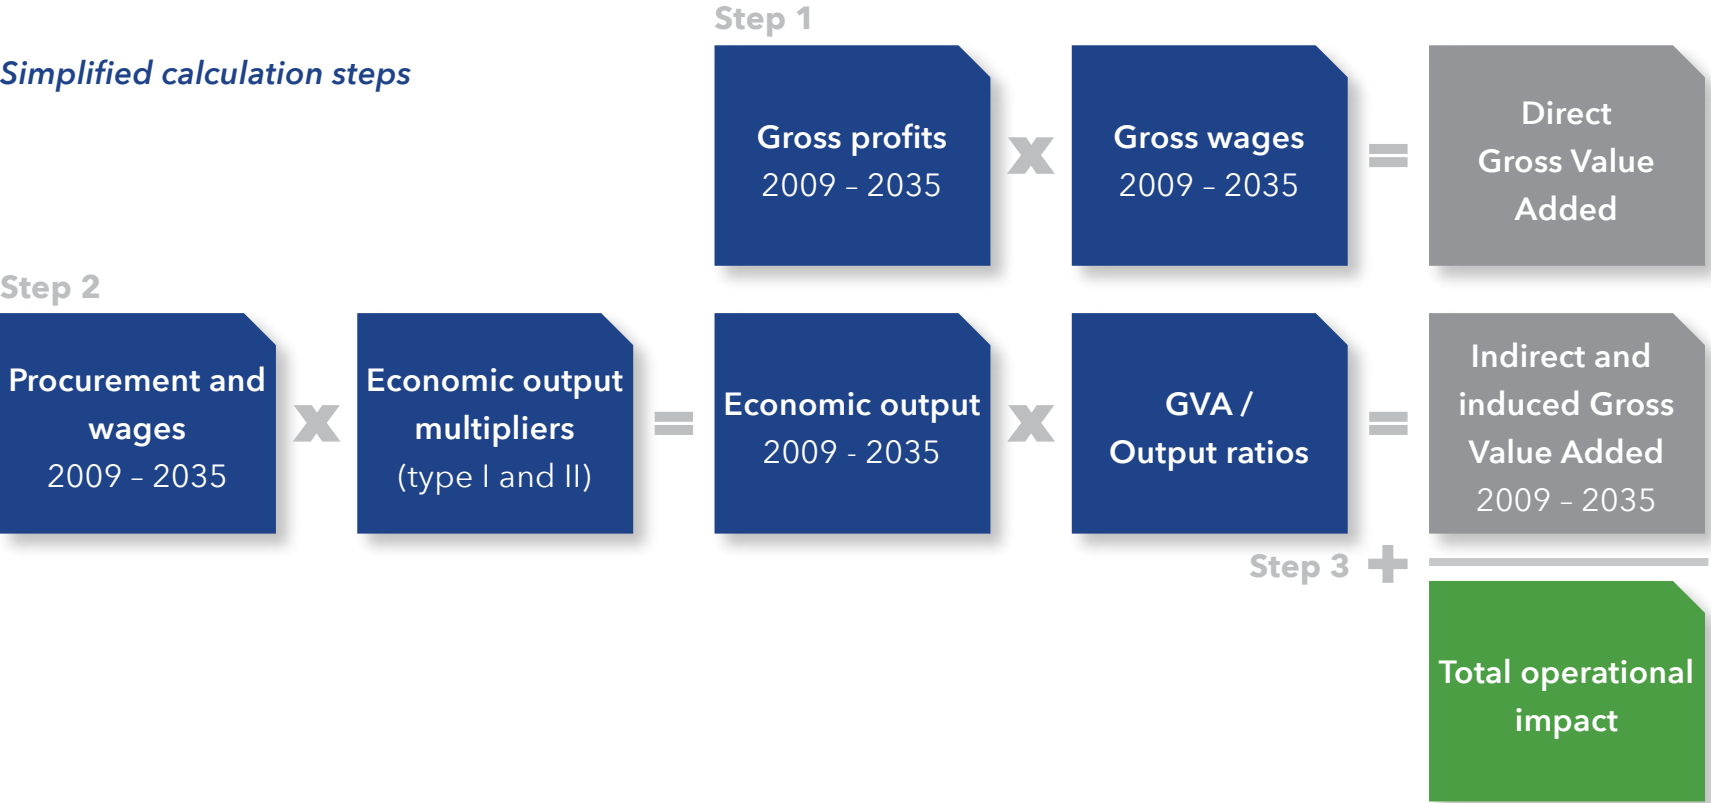 Simplified calculation steps
Step 1
Gross profits
2009 – 2035
x
Gross wages
2009 – 2035
=
Direct
Gross Value
Added
Step 2
Procurement and
wages
2009 – 2035
x
Economic output
multipliers
(type I and II)
=
Economic output
2009 - 2035
x
GVA /
Output ratios
=
Indirect and
induced Gross
Value Added
2009 – 2035
Step 3 +
Total operational
impact